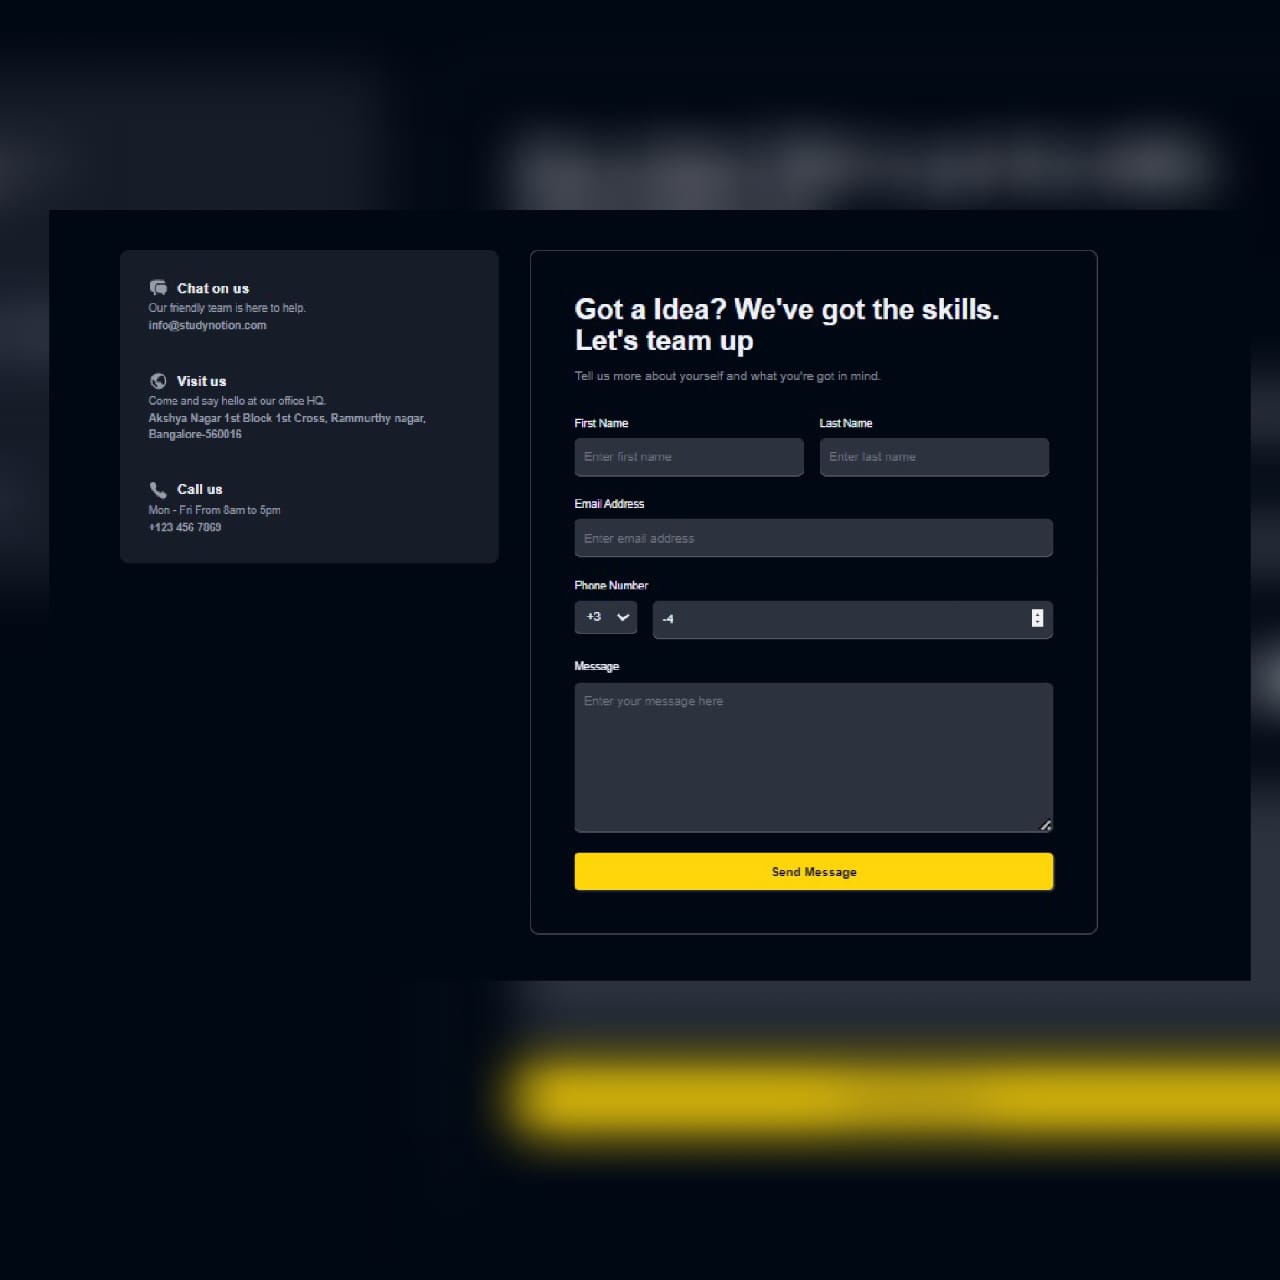 Chat on us
Our friendly team is here to help.
info@studynotion.com
Visit us
Come and say hello at our office HQ.
Akshya Nagar 1st Block 1st Cross, Rammurthy nagar,
Bangalore-560016
Call us
Mon - Fri From 8am to 5pm
+123 456 7869
Got a Idea? We've got the skills.
Let's team up
Tell us more about yourself and what you're got in mind.
First Name
Last Name
Enter first name
Enter last name
Email Address
Enter email address
Phone Number
+3
-4
Message
Enter your message here
Send Message